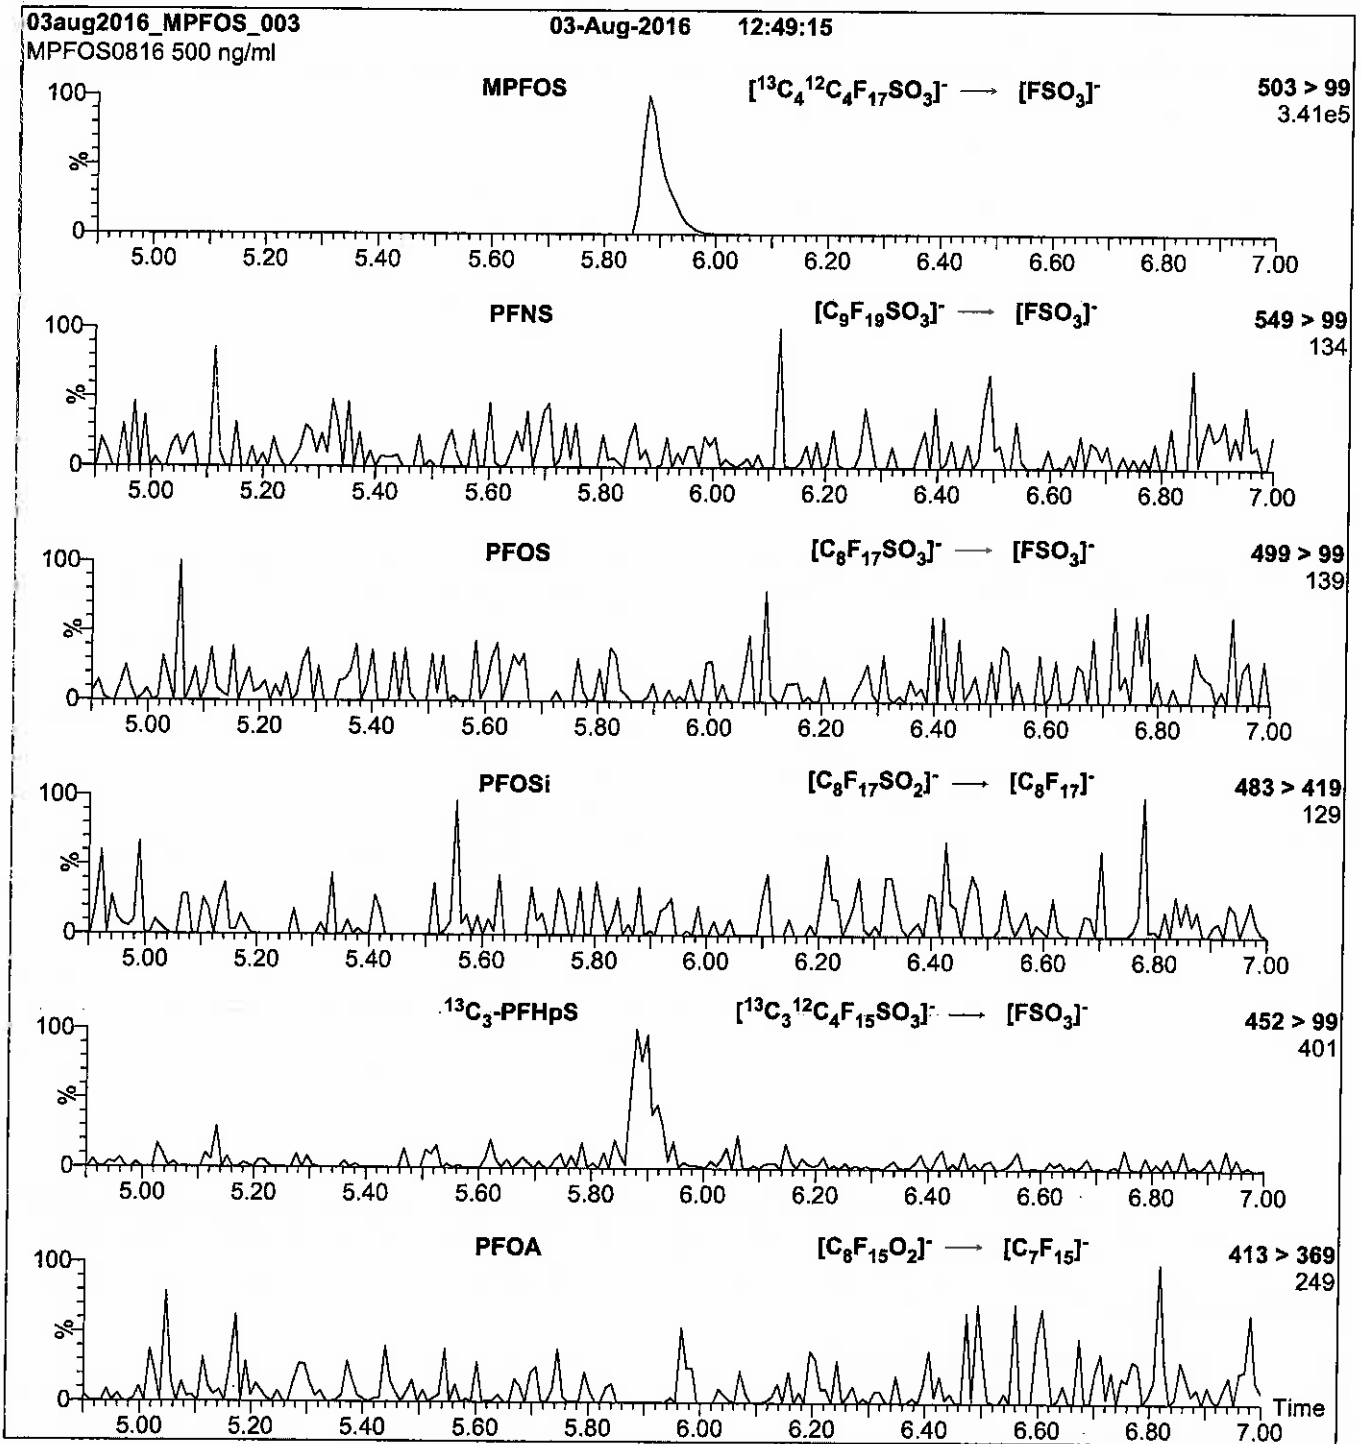 03aug2016_MPFOS_003 03-Aug-2016 12:49:15
MPFOS0816 500 ng/ml
MPFOS [¹³C₄¹²C₄F₁₇SO₃]⁻ → [FSO₃]⁻ 503 > 99
3.41e5
100
%
0
5.00 5.20 5.40 5.60 5.80 6.00 6.20 6.40 6.60 6.80 7.00
PFNS [C₉F₁₉SO₃]⁻ → [FSO₃]⁻ 549 > 99
134
100
%
0
5.00 5.20 5.40 5.60 5.80 6.00 6.20 6.40 6.60 6.80 7.00
PFOS [C₈F₁₇SO₃]⁻ → [FSO₃]⁻ 499 > 99
139
100
%
0
5.00 5.20 5.40 5.60 5.80 6.00 6.20 6.40 6.60 6.80 7.00
PFOSi [C₈F₁₇SO₂]⁻ → [C₈F₁₇]⁻ 483 > 419
129
100
%
0
5.00 5.20 5.40 5.60 5.80 6.00 6.20 6.40 6.60 6.80 7.00
¹³C₃-PFHpS [¹³C₃¹²C₄F₁₅SO₃]⁻ → [FSO₃]⁻ 452 > 99
401
100
%
0
5.00 5.20 5.40 5.60 5.80 6.00 6.20 6.40 6.60 6.80 7.00
PFOA [C₈F₁₅O₂]⁻ → [C₇F₁₅]⁻ 413 > 369
249
100
%
0
Time
5.00 5.20 5.40 5.60 5.80 6.00 6.20 6.40 6.60 6.80 7.00